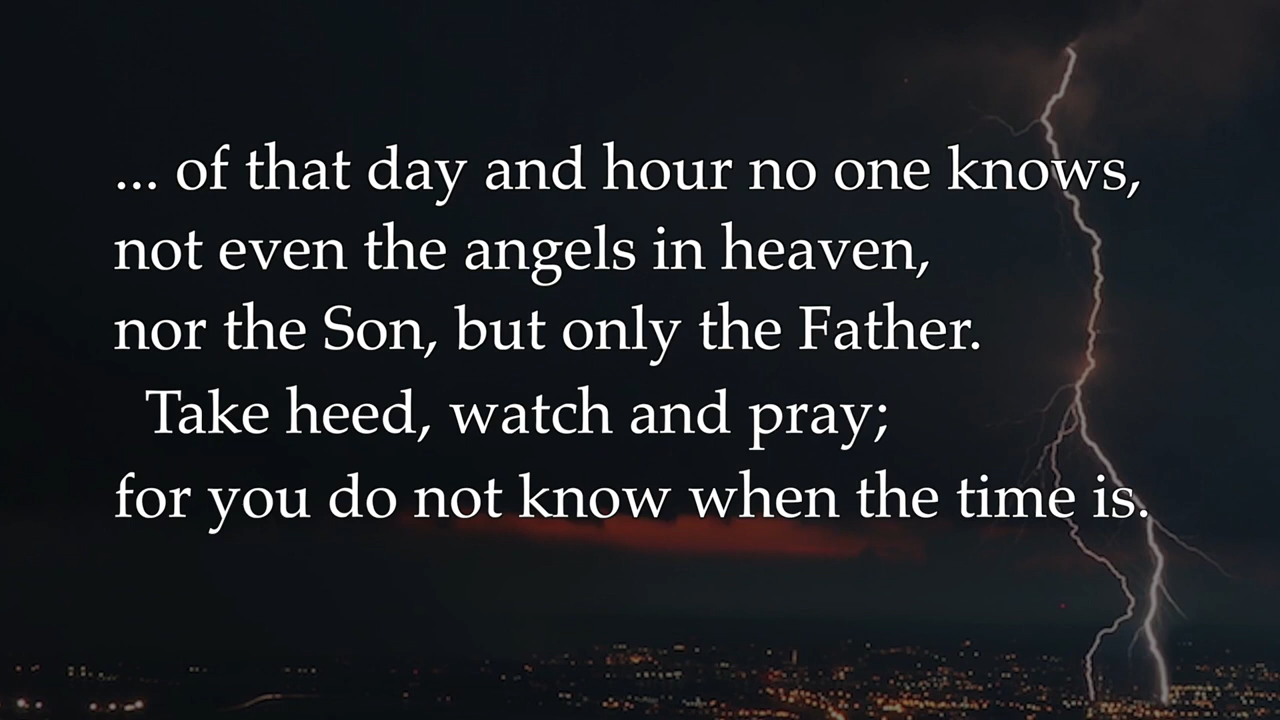 ... of that day and hour no one knows,
not even the angels in heaven,
nor the Son, but only the Father.
Take heed, watch and pray;
for you do not know when the time is.